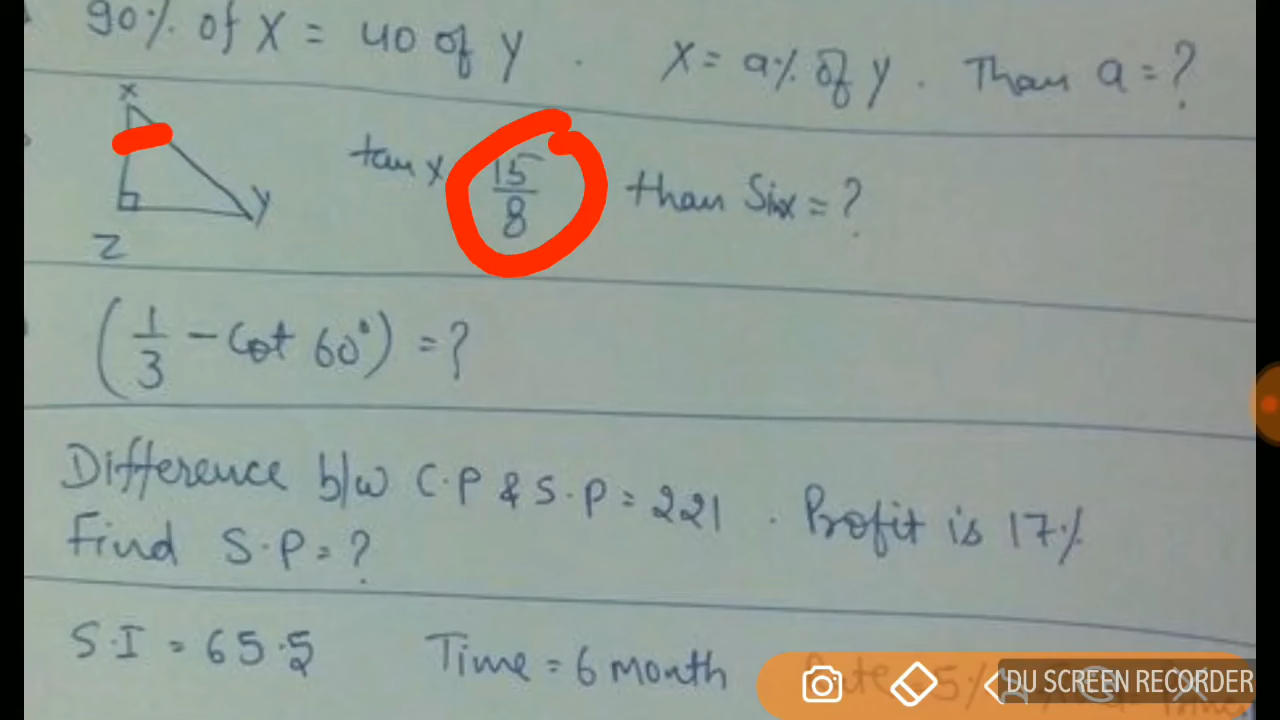 90% of X = 40 of Y . X = a% of y . Than a = ?
x
y
Z
tan x 15/8 than Sinx = ?
(1/3 - Cot 60°) = ?
Difference b/w C.P & S.P = 221 . Profit is 17%
Find S.P = ?
S.I = 65.5 Time = 6 month
DU SCREEN RECORDER